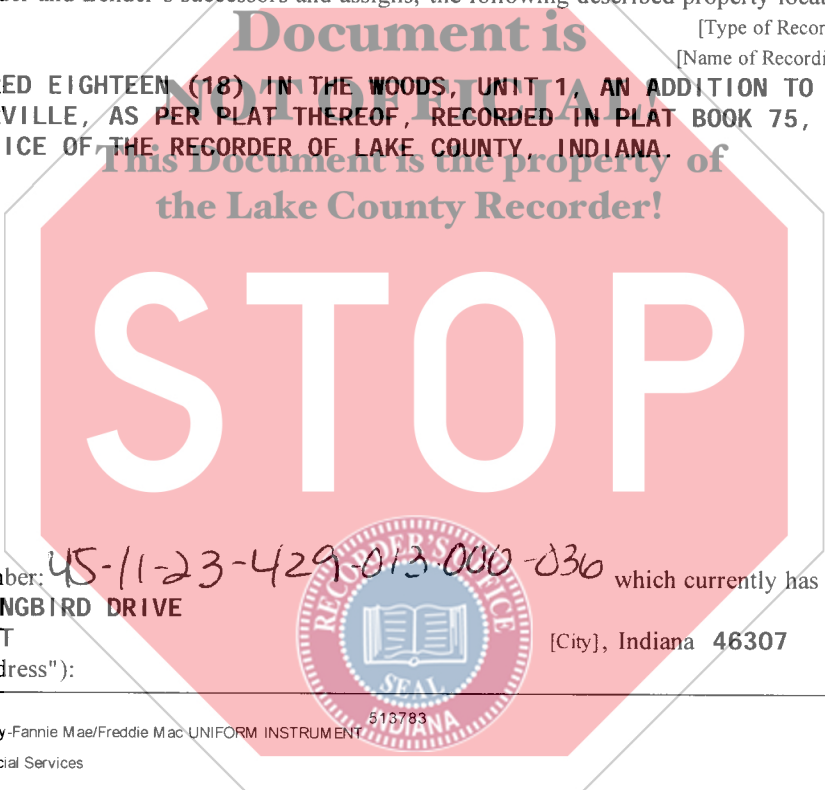 der and Lender's successors and assigns, the following described property locat
Document is
[Type of Recor
[Name of Recordi
NOT OFFICIAL!
RED EIGHTEEN (18) IN THE WOODS, UNIT 1, AN ADDITION TO
VILLE, AS PER PLAT THEREOF, RECORDED IN PLAT BOOK 75,
ICE OF THE RECORDER OF LAKE COUNTY, INDIANA.
This Document is the property of
the Lake County Recorder!
STOP
ber: 45-11-23-429-013-000-036 which currently has
NGBIRD DRIVE
T [City], Indiana 46307
dress"):
RECORDER'S OFFICE
SEAL
INDIANA
513783
y-Fannie Mae/Freddie Mac UNIFORM INSTRUMENT
cial Services